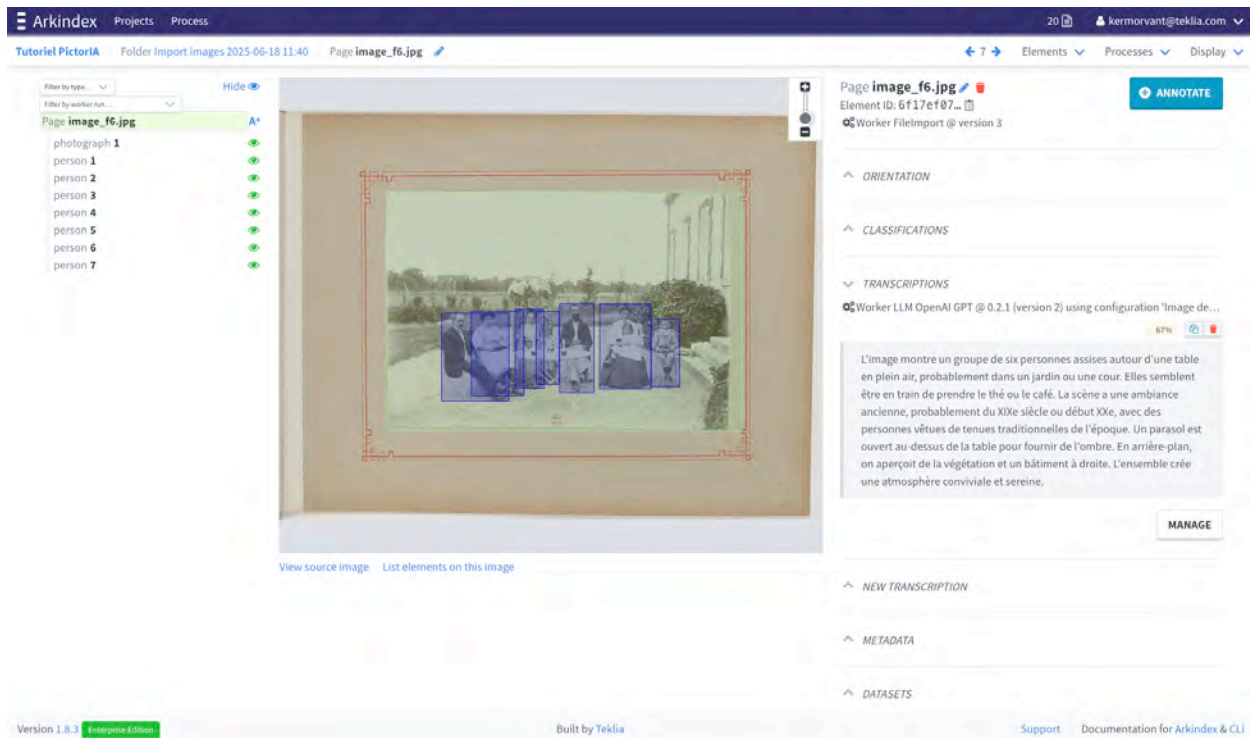 Arkindex Projects Process 20 kermorvant@teklia.com
Tutoriel PictorIA Folder Import images 2025-06-18 11:40 Page image_f6.jpg 7 Elements Processes Display
Filter by type...
Hide
Filter by worker run...
Page image_f6.jpg
photograph 1
person 1
person 2
person 3
person 4
person 5
person 6
person 7
View source image List elements on this image
Page image_f6.jpg
ANNOTATE
Element ID: 6f17ef07…
Worker FileImport @ version 3
ORIENTATION
CLASSIFICATIONS
TRANSCRIPTIONS
Worker LLM OpenAI GPT @ 0.2.1 (version 2) using configuration 'Image de…
67%
L'image montre un groupe de six personnes assises autour d'une table
en plein air, probablement dans un jardin ou une cour. Elles semblent
être en train de prendre le thé ou le café. La scène a une ambiance
ancienne, probablement du XIXe siècle ou début XXe, avec des
personnes vêtues de tenues traditionnelles de l'époque. Un parasol est
ouvert au-dessus de la table pour fournir de l'ombre. En arrière-plan,
on aperçoit de la végétation et un bâtiment à droite. L'ensemble crée
une atmosphère conviviale et sereine.
MANAGE
NEW TRANSCRIPTION
METADATA
DATASETS
Version 1.8.3 Enterprise Edition Built by Teklia Support Documentation for Arkindex & CLI